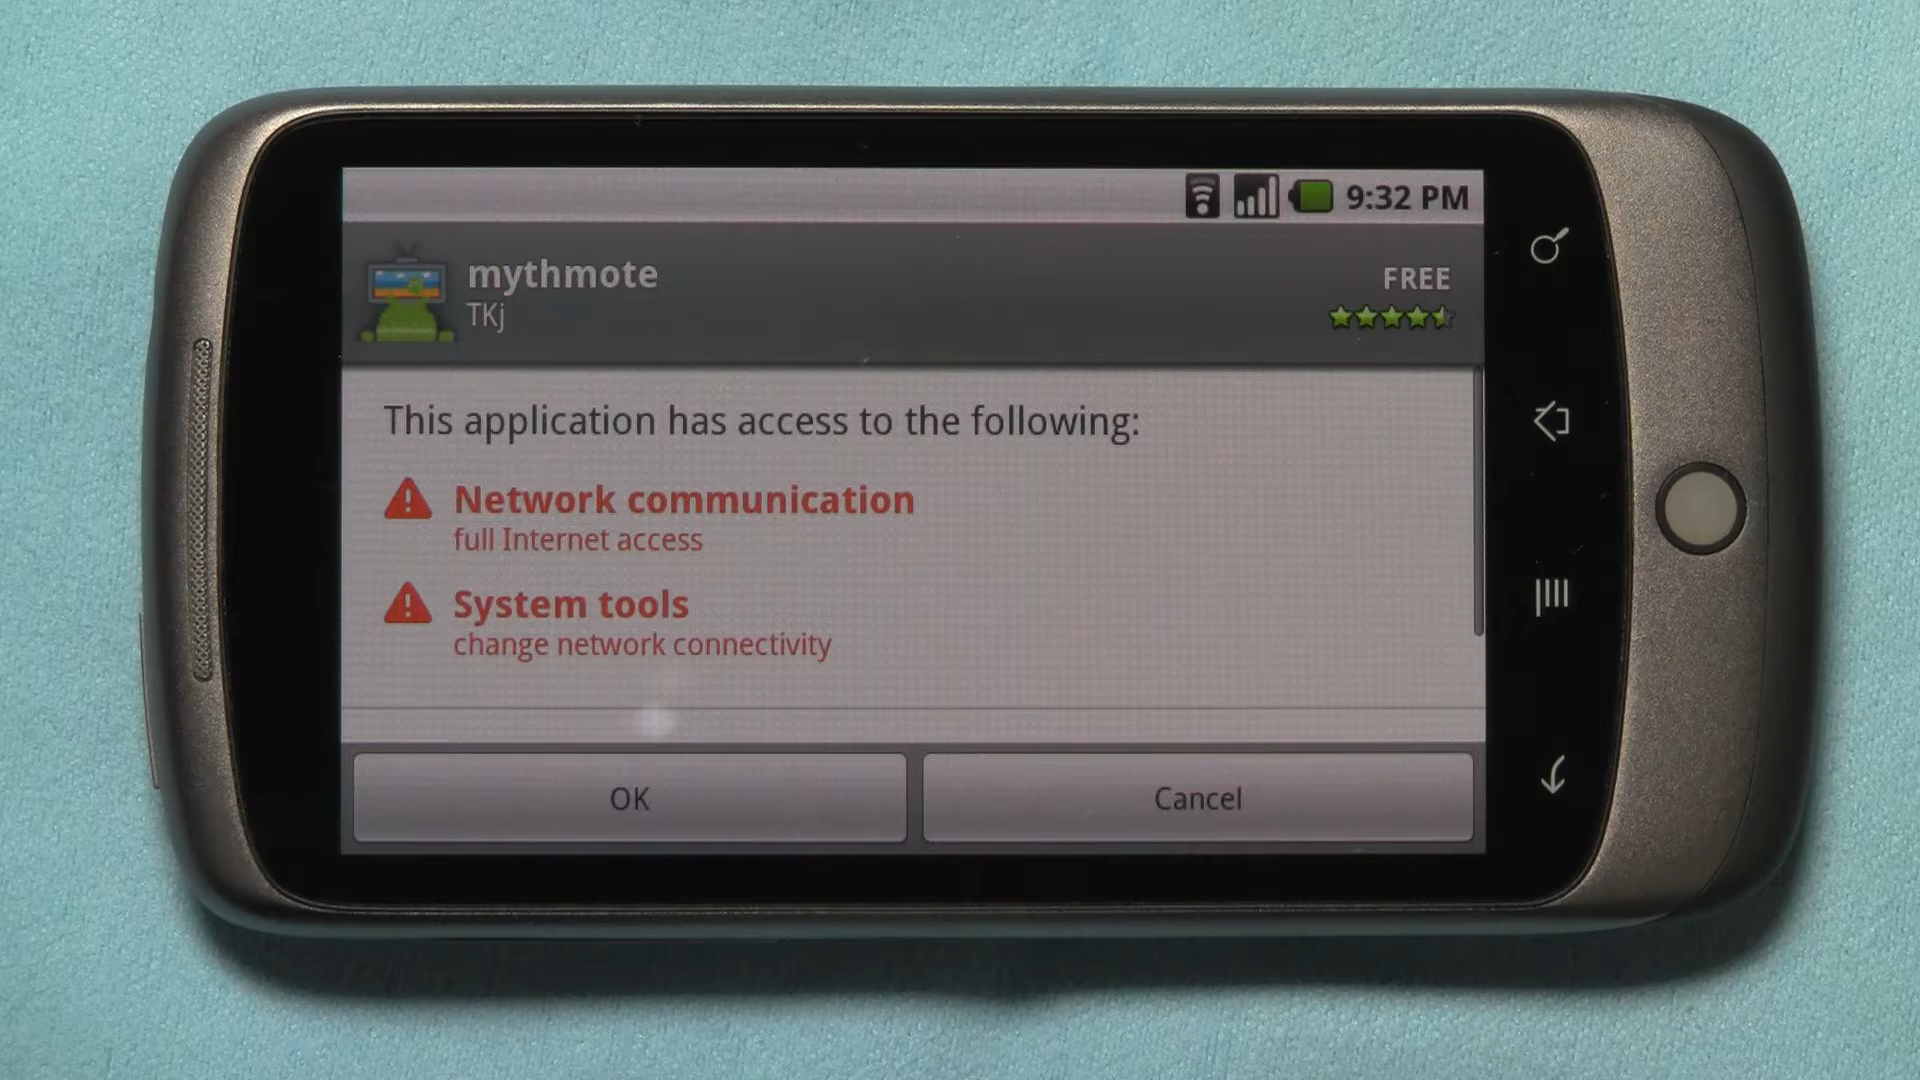 9:32 PM
mythmote
FREE
TKj
This application has access to the following:
Network communication
full Internet access
System tools
change network connectivity
OK
Cancel